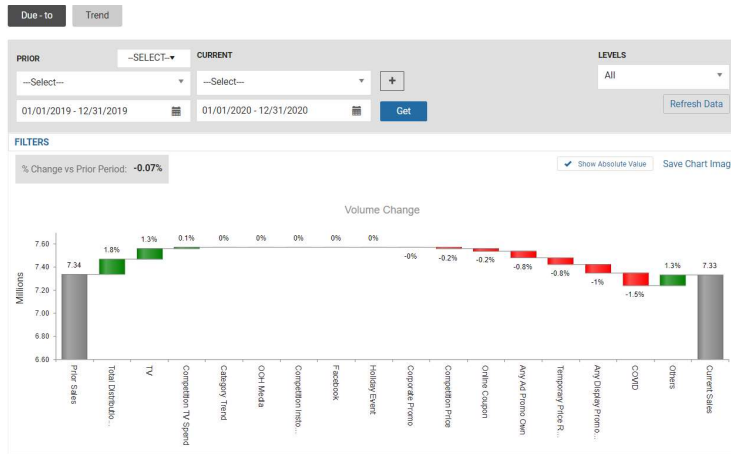 Due - to
Trend
PRIOR
--SELECT--
CURRENT
LEVELS
---Select---
---Select---
+
All
01/01/2019 - 12/31/2019
01/01/2020 - 12/31/2020
Get
Refresh Data
FILTERS
% Change vs Prior Period: -0.07%
Show Absolute Value
Save Chart Imag
Volume Change
Millions
7.60
7.40
7.20
7.00
6.80
6.60
7.34
1.8%
1.3%
0.1%
0%
0%
0%
0%
0%
-0%
-0.2%
-0.2%
-0.8%
-0.8%
-1%
-1.5%
1.3%
7.33
Prior Sales
Total Distributio...
TV
Competition TV Spend
Category Trend
OOH Media
Competition Insto...
Facebook
Holiday Event
Corporate Promo
Competition Price
Online Coupon
Any Ad Promo Own
Temporary Price R...
Any Display Promo...
COVID
Others
Current Sales